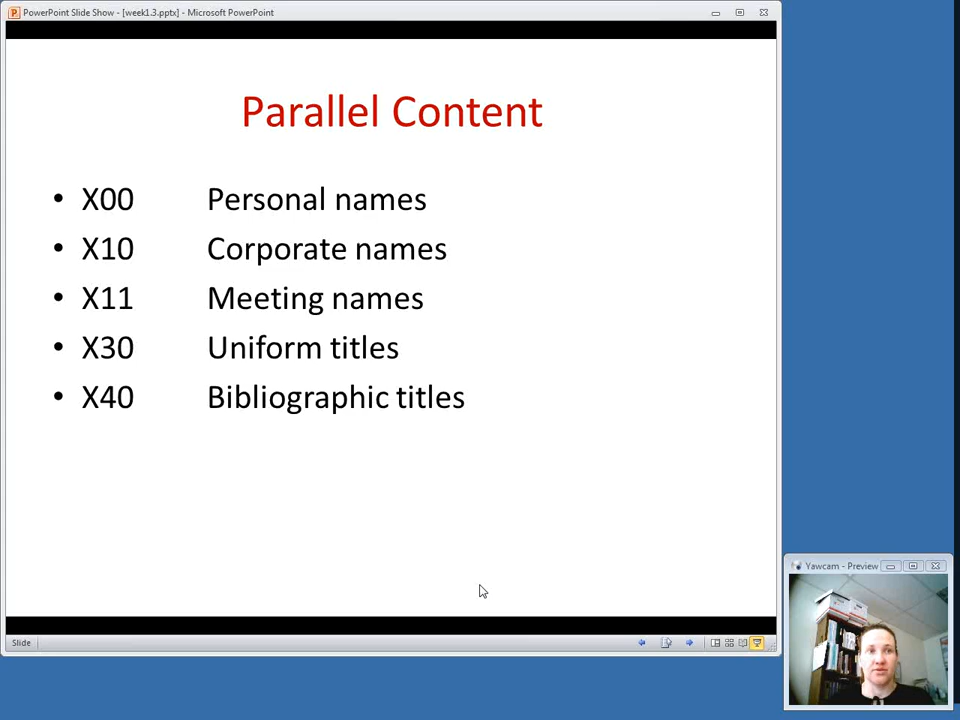 PowerPoint Slide Show - [week1.3.pptx] - Microsoft PowerPoint
Parallel Content
• X00 Personal names
• X10 Corporate names
• X11 Meeting names
• X30 Uniform titles
• X40 Bibliographic titles
Yawcam - Preview
Slide